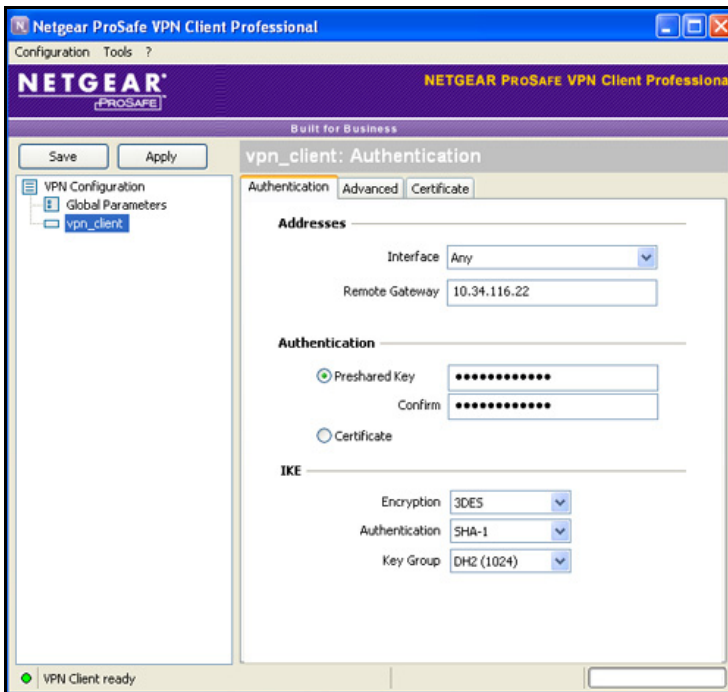 Netgear ProSafe VPN Client Professional
Configuration Tools ?
NETGEAR®
PROSAFE
NETGEAR PROSAFE VPN Client Professiona
Built for Business
Save Apply
vpn_client: Authentication
VPN Configuration
Global Parameters
vpn_client
Authentication Advanced Certificate
Addresses
Interface Any
Remote Gateway 10.34.116.22
Authentication
Preshared Key ••••••••••••
Confirm ••••••••••••
Certificate
IKE
Encryption 3DES
Authentication SHA-1
Key Group DH2 (1024)
VPN Client ready